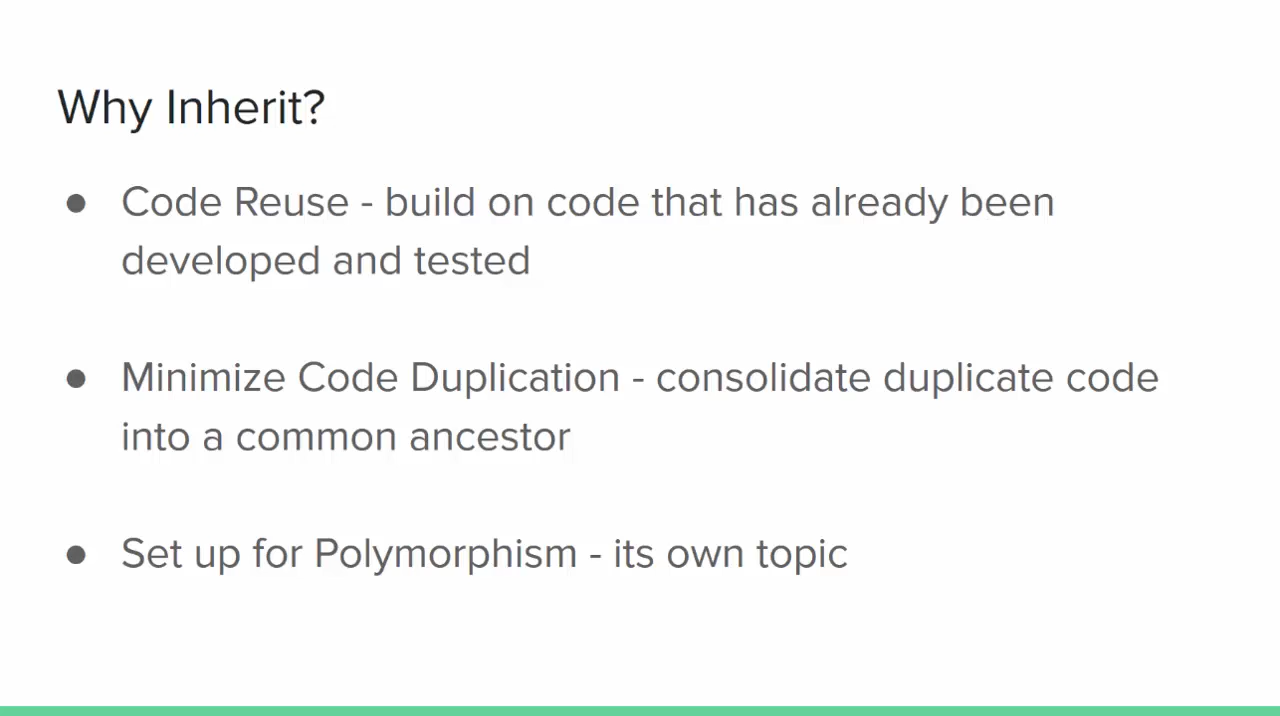 Why Inherit?
● Code Reuse - build on code that has already been
developed and tested
● Minimize Code Duplication - consolidate duplicate code
into a common ancestor
● Set up for Polymorphism - its own topic